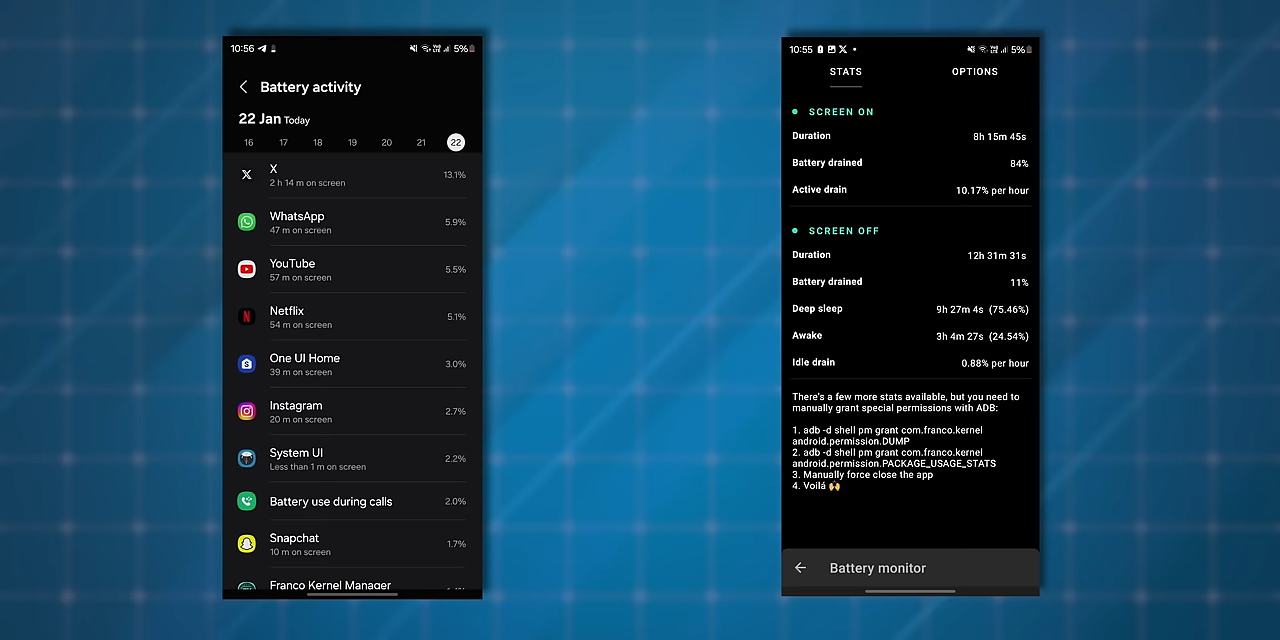 10:56 5%
Battery activity
22 Jan Today
16 17 18 19 20 21 22
X
2 h 14 m on screen
13.1%
WhatsApp
47 m on screen
5.9%
YouTube
57 m on screen
5.5%
Netflix
54 m on screen
5.1%
One UI Home
39 m on screen
3.0%
Instagram
20 m on screen
2.7%
System UI
Less than 1 m on screen
2.2%
Battery use during calls
2.0%
Snapchat
10 m on screen
1.7%
Franco Kernel Manager
10:55 5%
STATS OPTIONS
SCREEN ON
Duration 8h 15m 45s
Battery drained 84%
Active drain 10.17% per hour
SCREEN OFF
Duration 12h 31m 31s
Battery drained 11%
Deep sleep 9h 27m 4s (75.46%)
Awake 3h 4m 27s (24.54%)
Idle drain 0.88% per hour
There's a few more stats available, but you need to
manually grant special permissions with ADB:
1. adb -d shell pm grant com.franco.kernel
android.permission.DUMP
2. adb -d shell pm grant com.franco.kernel
android.permission.PACKAGE_USAGE_STATS
3. Manually force close the app
4. Voilá 🙌
Battery monitor